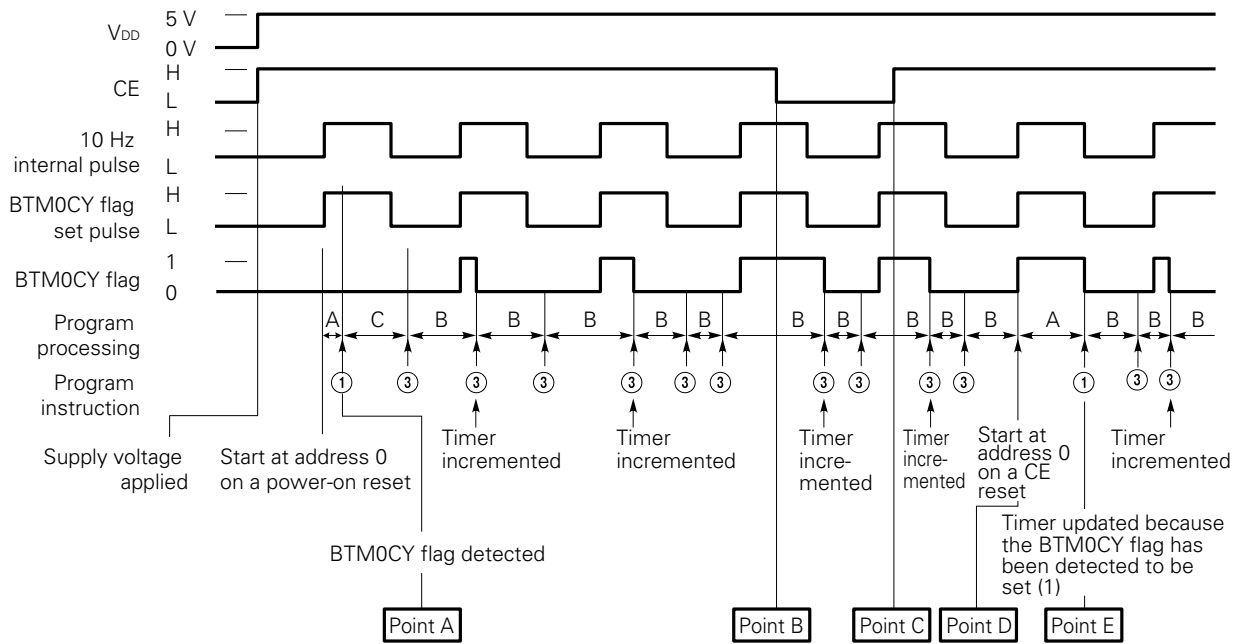 VDD
5 V
0 V
CE
H
L
10 Hz
internal pulse
H
L
BTM0CY flag
set pulse
H
L
BTM0CY flag
1
0
Program
processing
A C B B B B B B B B B B A B B B
Program
instruction
① ③ ③ ③ ③ ③ ③ ③ ③ ③ ③ ① ③ ③
Supply voltage
applied
Start at address 0
on a power-on reset
Timer
incremented
Timer
incremented
Timer
incre-
mented
Timer
incre-
mented
Start at
address 0
on a CE
reset
Timer
incremented
BTM0CY flag detected
Timer updated because
the BTM0CY flag has
been detected to be
set (1)
Point A
Point B
Point C
Point D
Point E